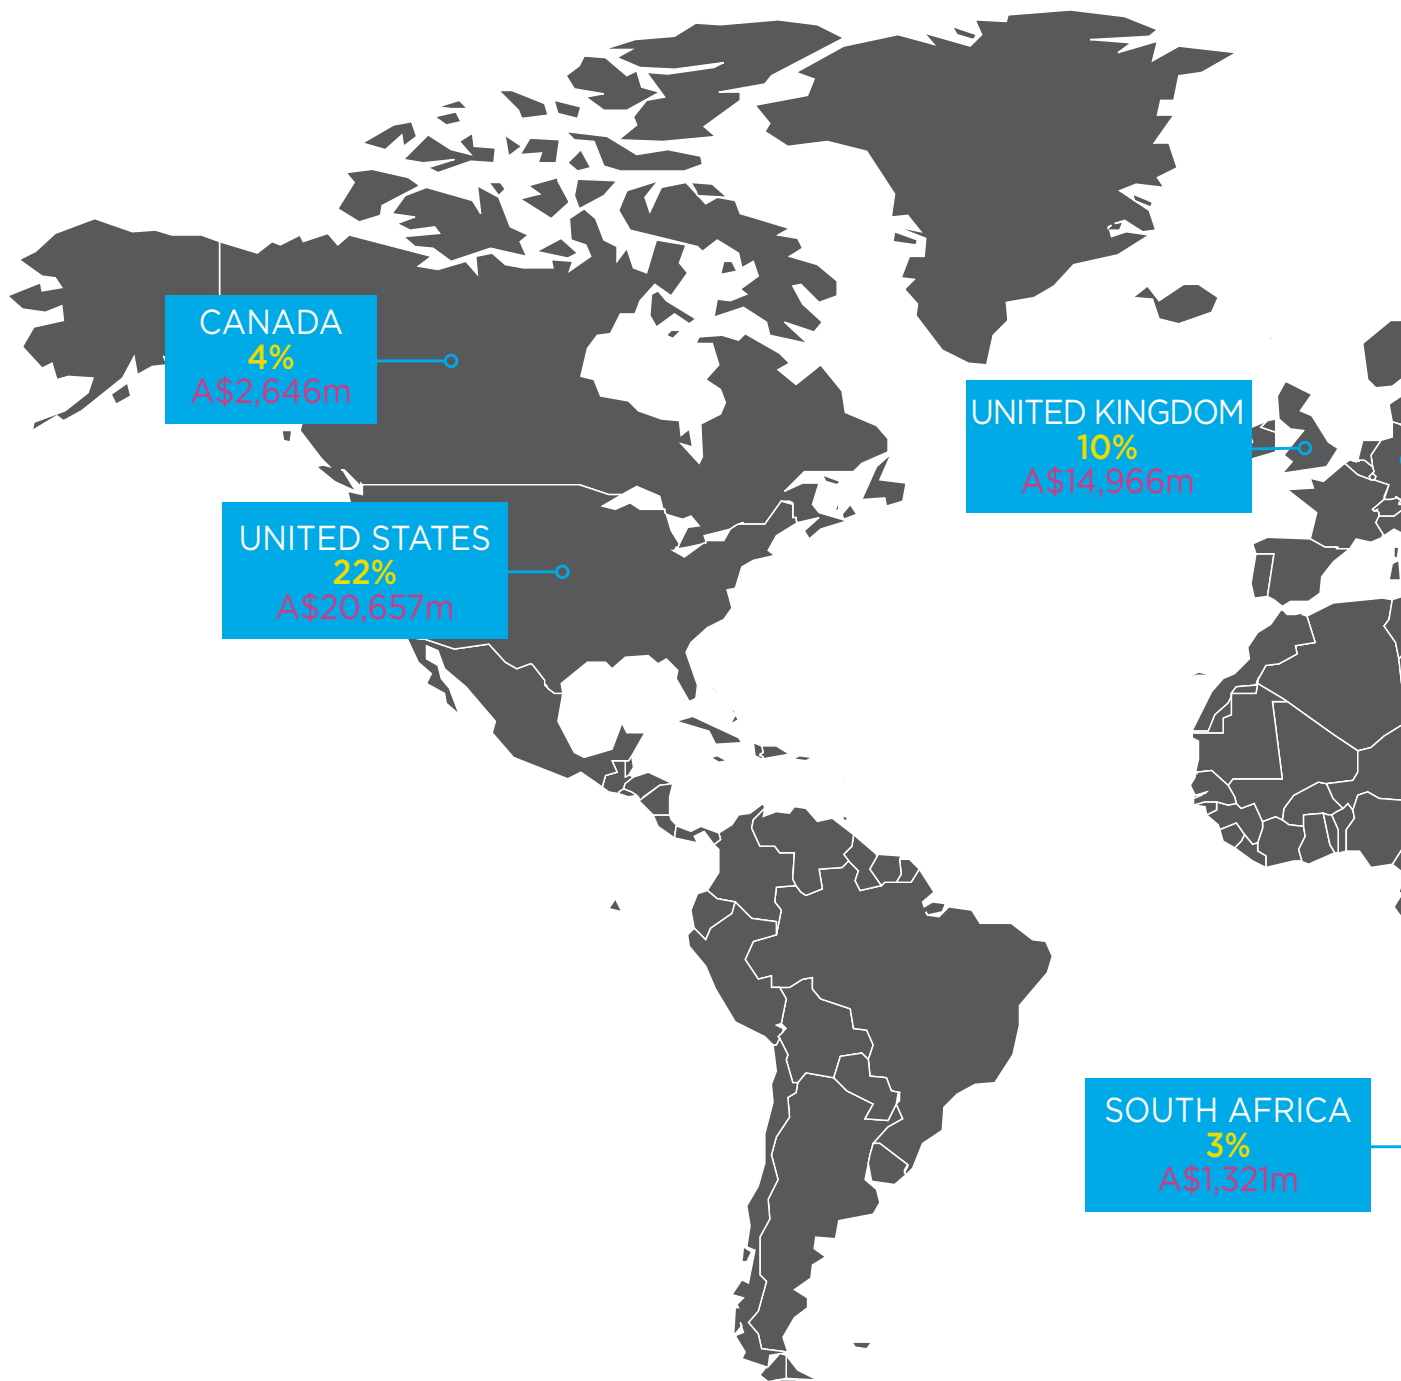 CANADA
4%
A$2,646m
UNITED KINGDOM
10%
A$14,966m
UNITED STATES
22%
A$20,657m
SOUTH AFRICA
3%
A$1,321m